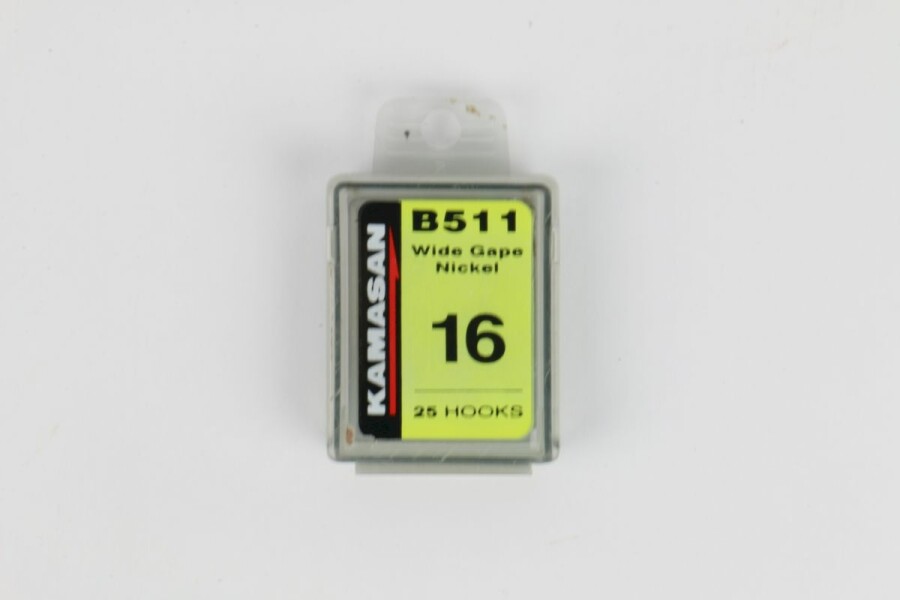 KAMASAN
B511
Wide Gape
Nickel
16
25 HOOKS